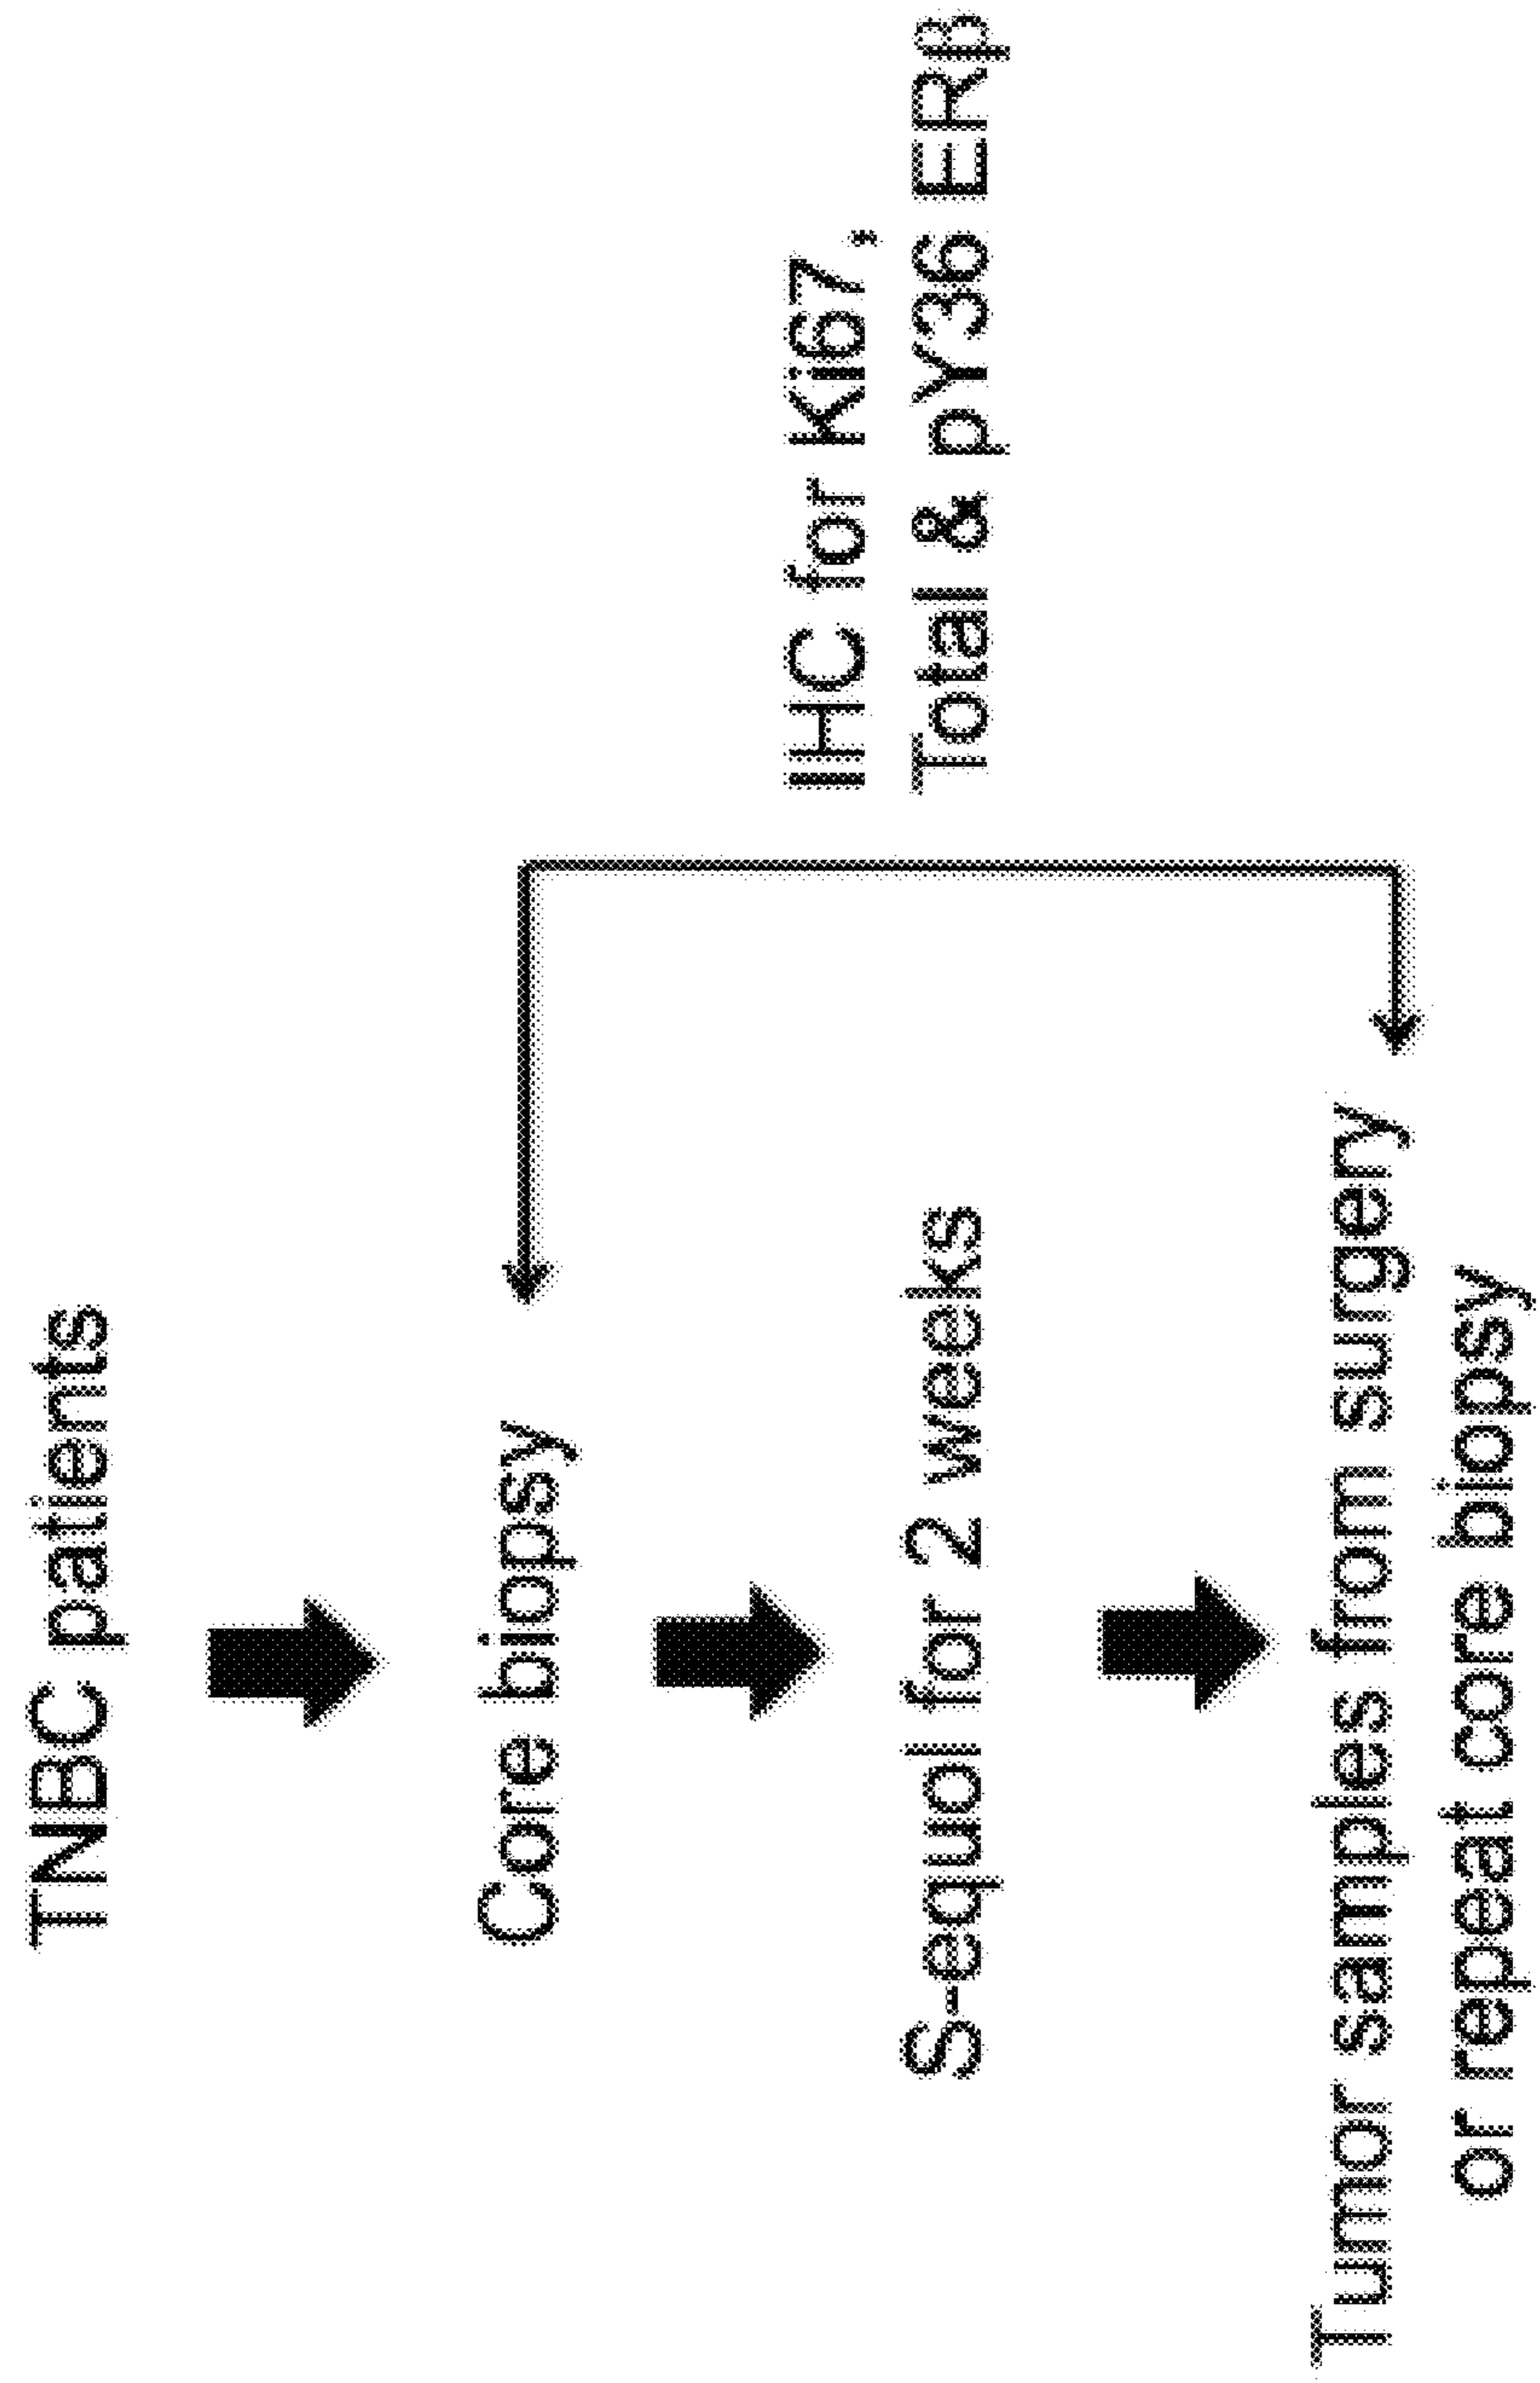 TNBC patients
Core biopsy
S-equol for 2 weeks
Tumor samples from surgery
or repeat core biopsy
IHC for Ki67,
Total & pY36 ERβ